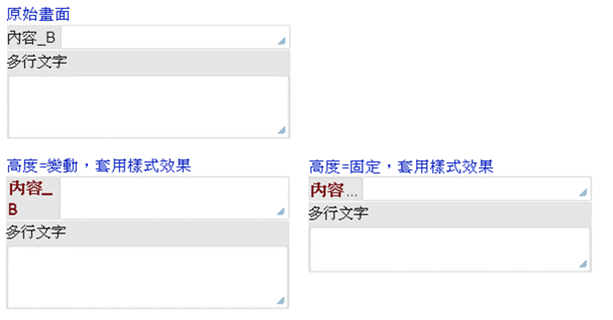 原始畫面
內容_B
多行文字
高度=變動，套用樣式效果
內容_
B
多行文字
高度=固定，套用樣式效果
內容...
多行文字